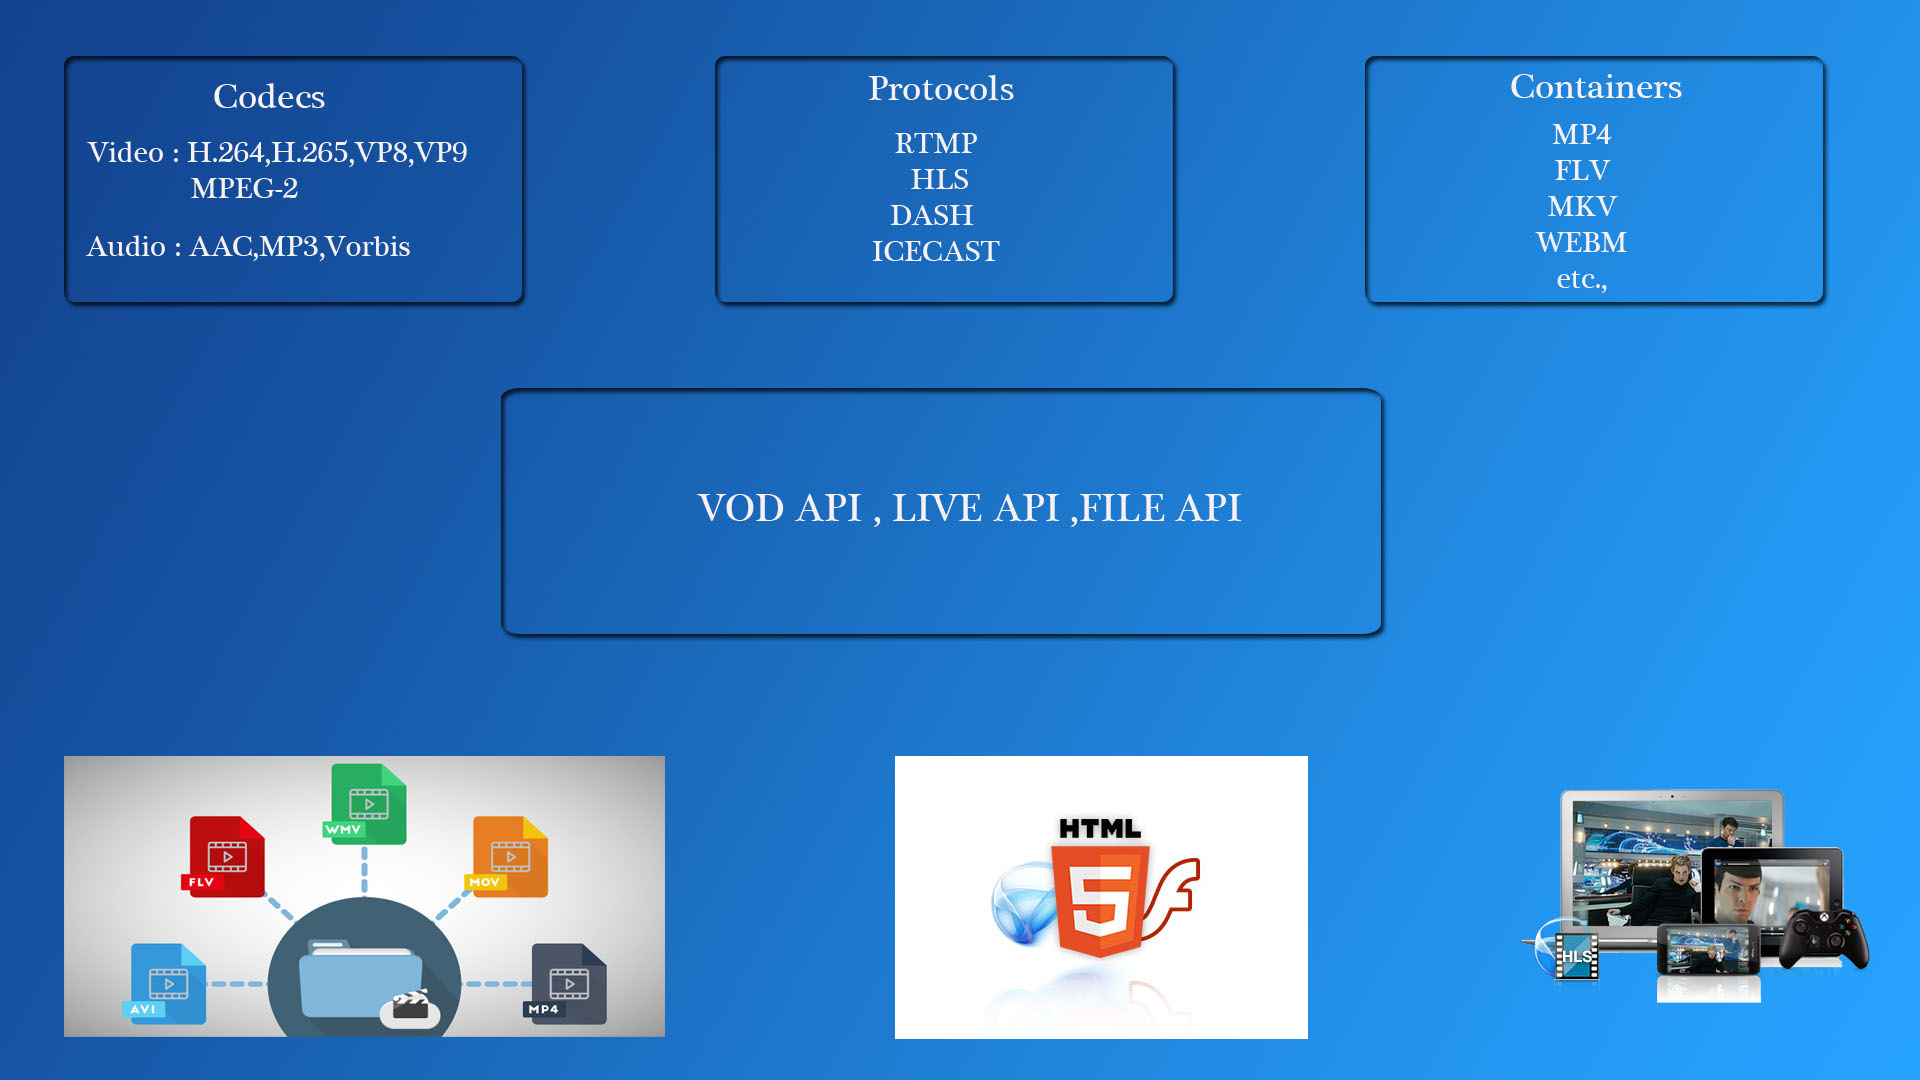 Codecs
Video : H.264,H.265,VP8,VP9
MPEG-2
Audio : AAC,MP3,Vorbis
Protocols
RTMP
HLS
DASH
ICECAST
Containers
MP4
FLV
MKV
WEBM
etc.,
VOD API , LIVE API ,FILE API
WMV
FLV
MOV
AVI
MP4
HTML
5
HLS